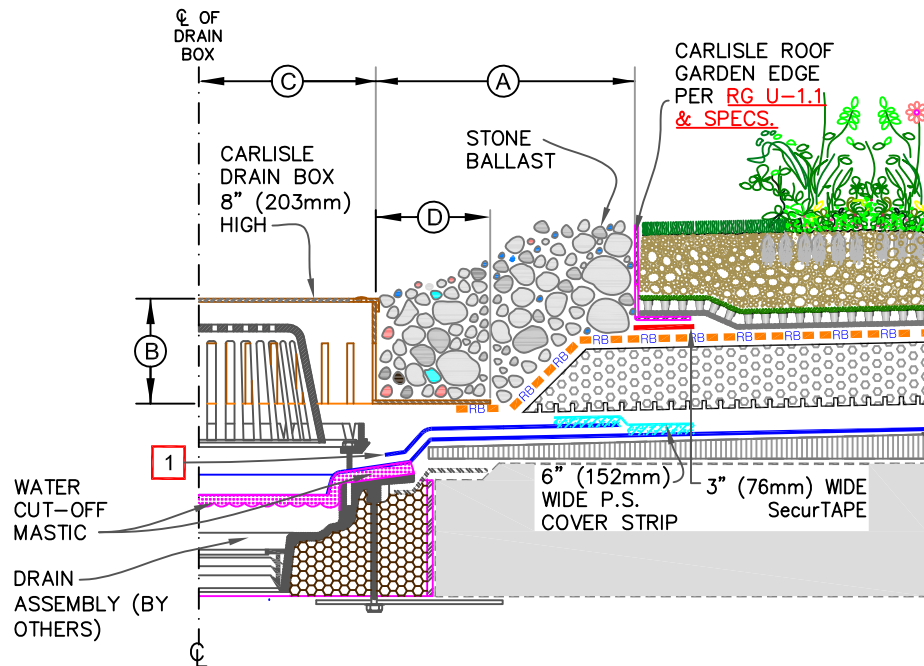 ℄ OF
DRAIN
BOX
C
A
CARLISLE ROOF
GARDEN EDGE
PER RG U-1.1
& SPECS.
STONE
BALLAST
CARLISLE
DRAIN BOX
8" (203mm)
HIGH
D
B
RB RB RB RB RB RB RB
RB
RB
RB
1
WATER
CUT-OFF
MASTIC
6" (152mm)
WIDE P.S.
COVER STRIP
3" (76mm) WIDE
SecurTAPE
DRAIN
ASSEMBLY (BY
OTHERS)
℄